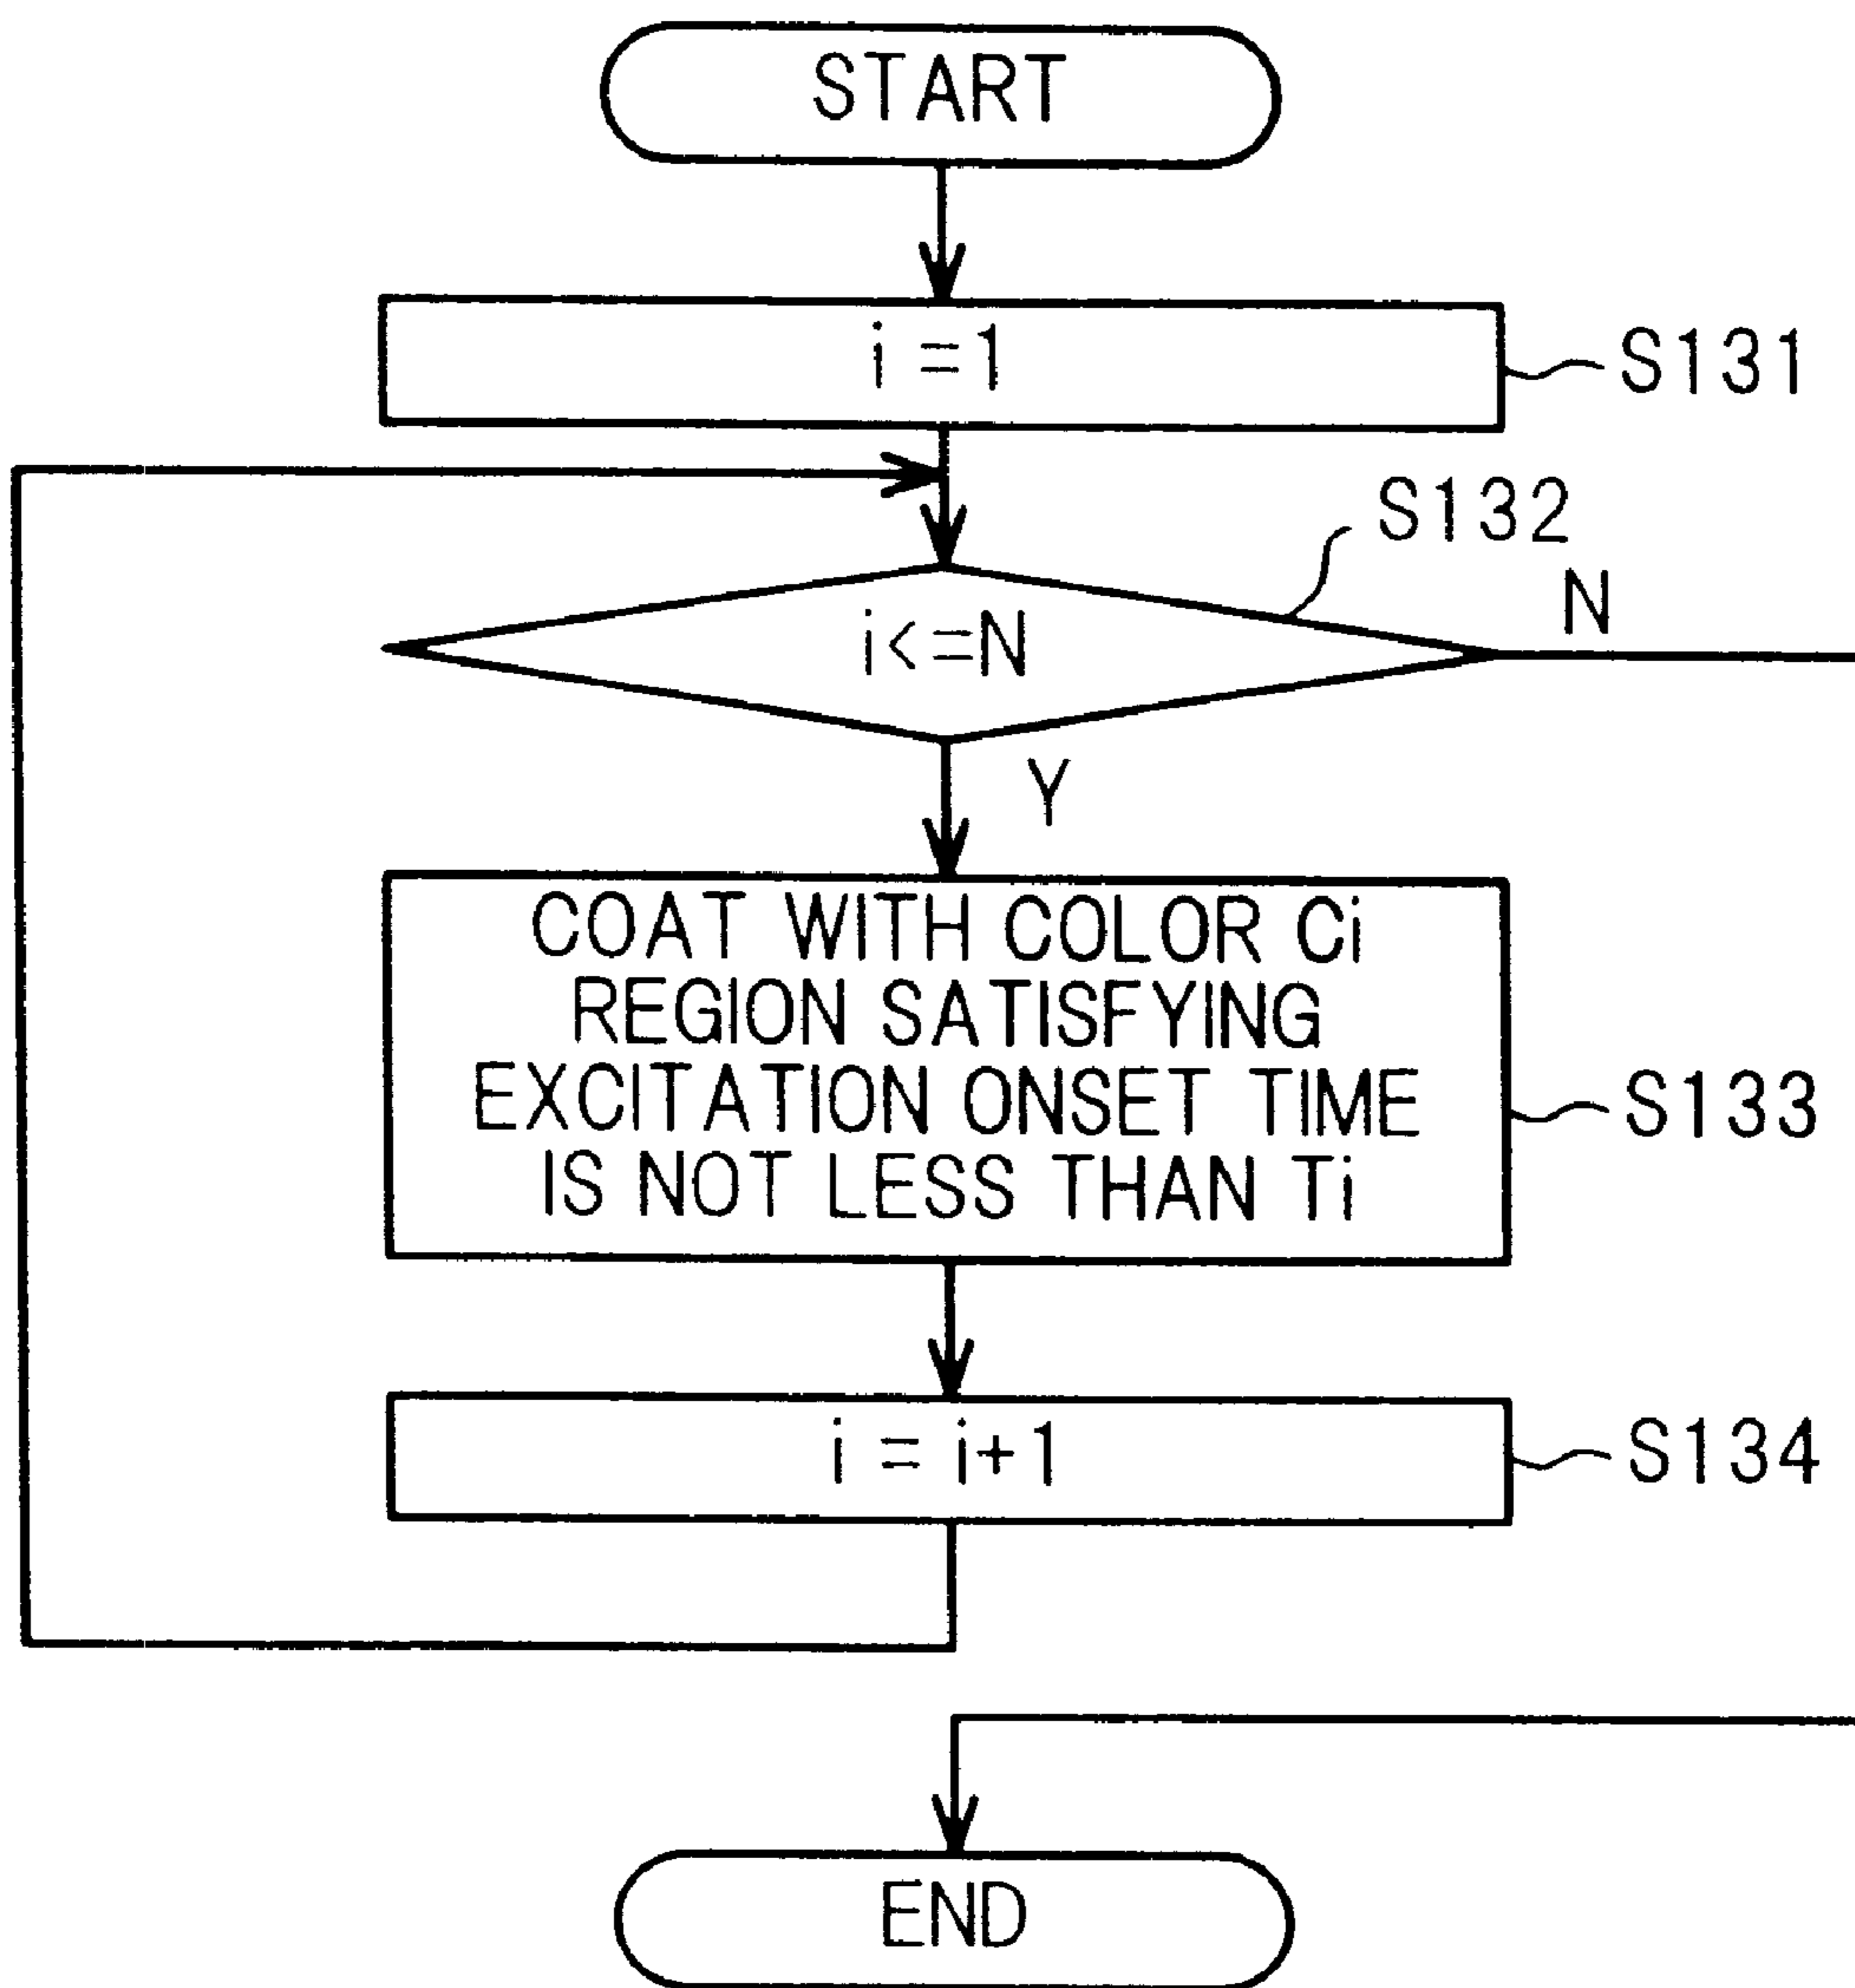 START
i =1
S131
S132
i<=N
N
Y
COAT WITH COLOR Ci
REGION SATISFYING
EXCITATION ONSET TIME
IS NOT LESS THAN Ti
S133
i = i+1
S134
END